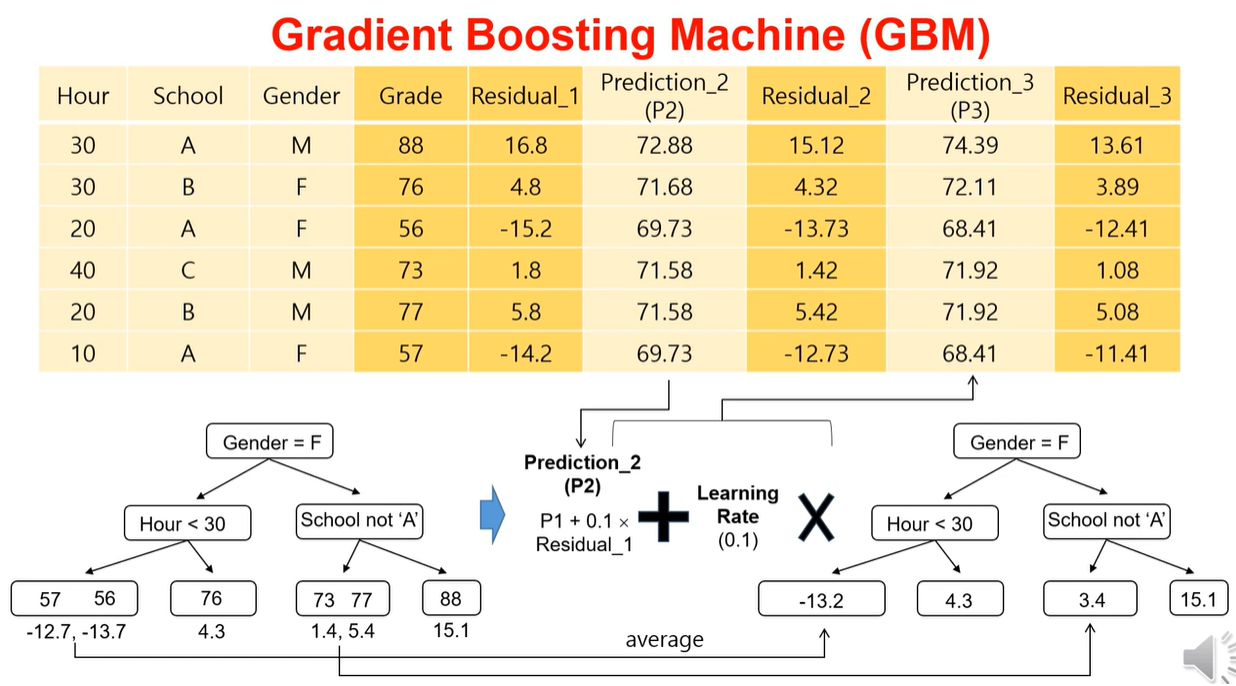 Gradient Boosting Machine (GBM)
Hour School Gender Grade Residual_1 Prediction_2 (P2) Residual_2 Prediction_3 (P3) Residual_3
30 A M 88 16.8 72.88 15.12 74.39 13.61
30 B F 76 4.8 71.68 4.32 72.11 3.89
20 A F 56 -15.2 69.73 -13.73 68.41 -12.41
40 C M 73 1.8 71.58 1.42 71.92 1.08
20 B M 77 5.8 71.58 5.42 71.92 5.08
10 A F 57 -14.2 69.73 -12.73 68.41 -11.41
Gender = F
Hour < 30
School not ‘A’
57 56
76
73 77
88
-12.7, -13.7
4.3
1.4, 5.4
15.1
Prediction_2
(P2)
P1 + 0.1 ×
Residual_1
+
Learning
Rate
(0.1)
X
Gender = F
Hour < 30
School not ‘A’
-13.2
4.3
3.4
15.1
average